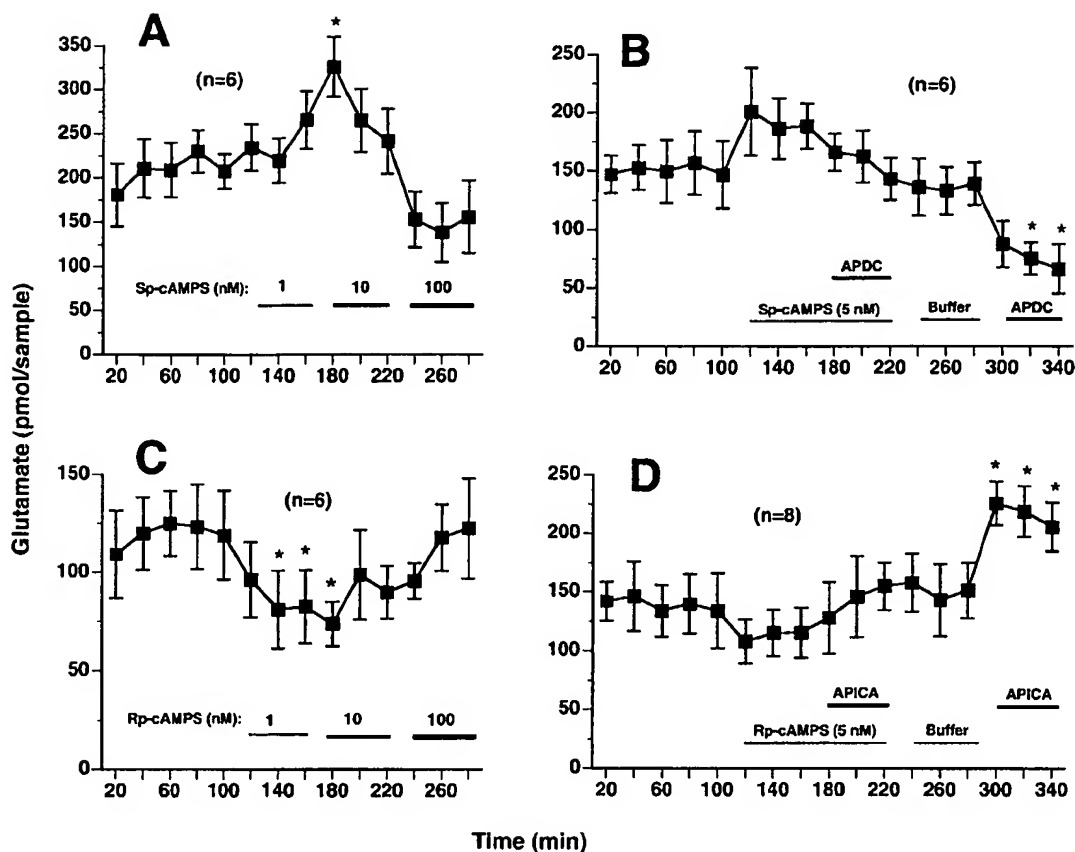 A
B
350
300
250
200
150
100
50
0
*
(n=6)
Sp-cAMPS (nM): 1 10 100
20 60 100 140 180 220 260
250
200
150
100
50
0
(n=6)
* *
APDC
Sp-cAMPS (5 nM) Buffer APDC
20 60 100 140 180 220 260 300 340
Glutamate (pmol/sample)
C
D
150
100
50
0
(n=6)
* * *
Rp-cAMPS (nM): 1 10 100
20 60 100 140 180 220 260
250
200
150
100
50
0
(n=8)
* * *
APICA APICA
Rp-cAMPS (5 nM) Buffer
20 60 100 140 180 220 260 300 340
Time (min)